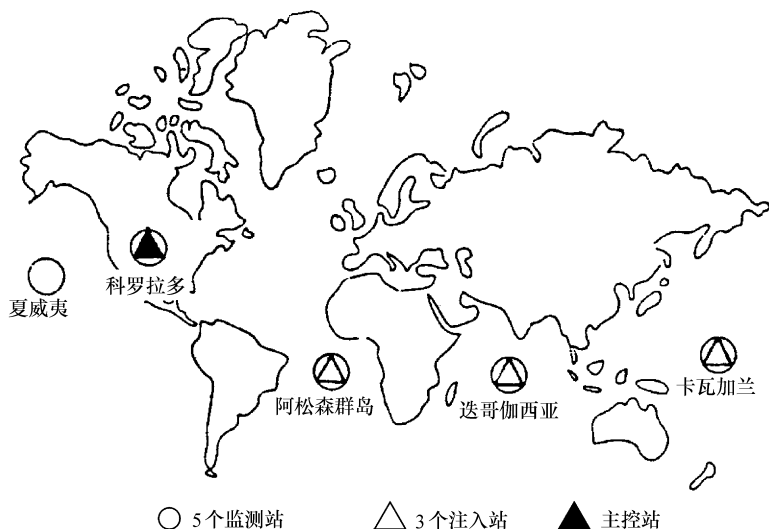 科罗拉多
夏威夷
阿松森群岛
迭哥伽西亚
卡瓦加兰
5个监测站
3个注入站
主控站